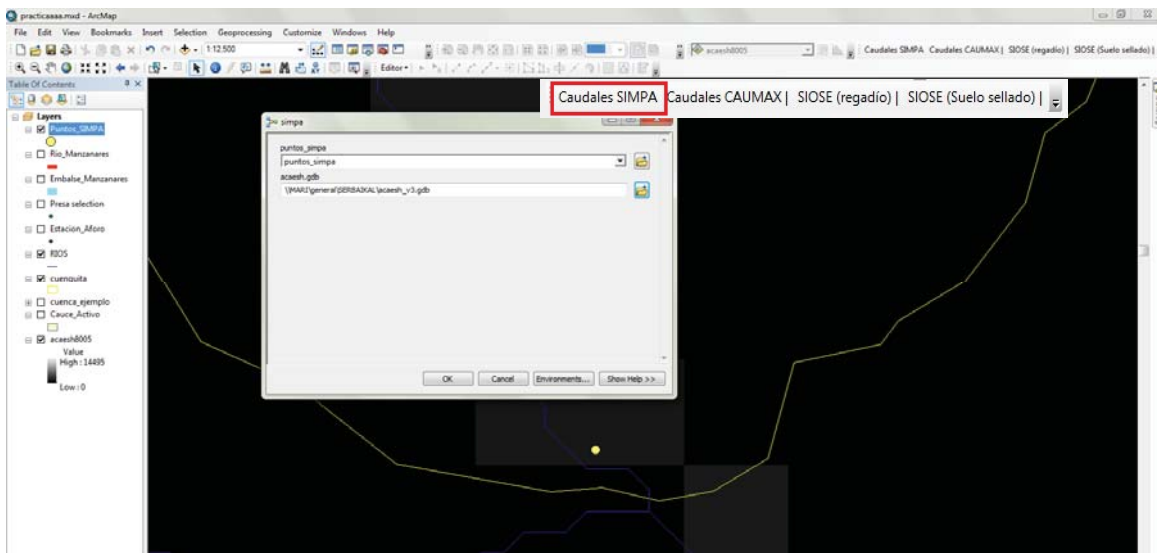 practicaaaa.mxd - ArcMap
File Edit View Bookmarks Insert Selection Geoprocessing Customize Windows Help
1:12.500
acaesh8005
Caudales SIMPA Caudales CAUMAX | SIOSE (regadío) | SIOSE (Suelo sellado) |
Editor
Table Of Contents
Caudales SIMPA Caudales CAUMAX | SIOSE (regadío) | SIOSE (Suelo sellado) |
Layers
Puntos_SIMPA
Rio_Manzanares
Embalse_Manzanares
Presa selection
Estacion_Aforo
RIOS
cuenquita
cuenca_ejemplo
Cauce_Activo
acaesh8005
Value
High : 14495
Low : 0
simpa
puntos_simpa
puntos_simpa
acaesh.gdb
\\MARI\general\SERBAIKAL\acaesh_v3.gdb
OK Cancel Environments... Show Help >>